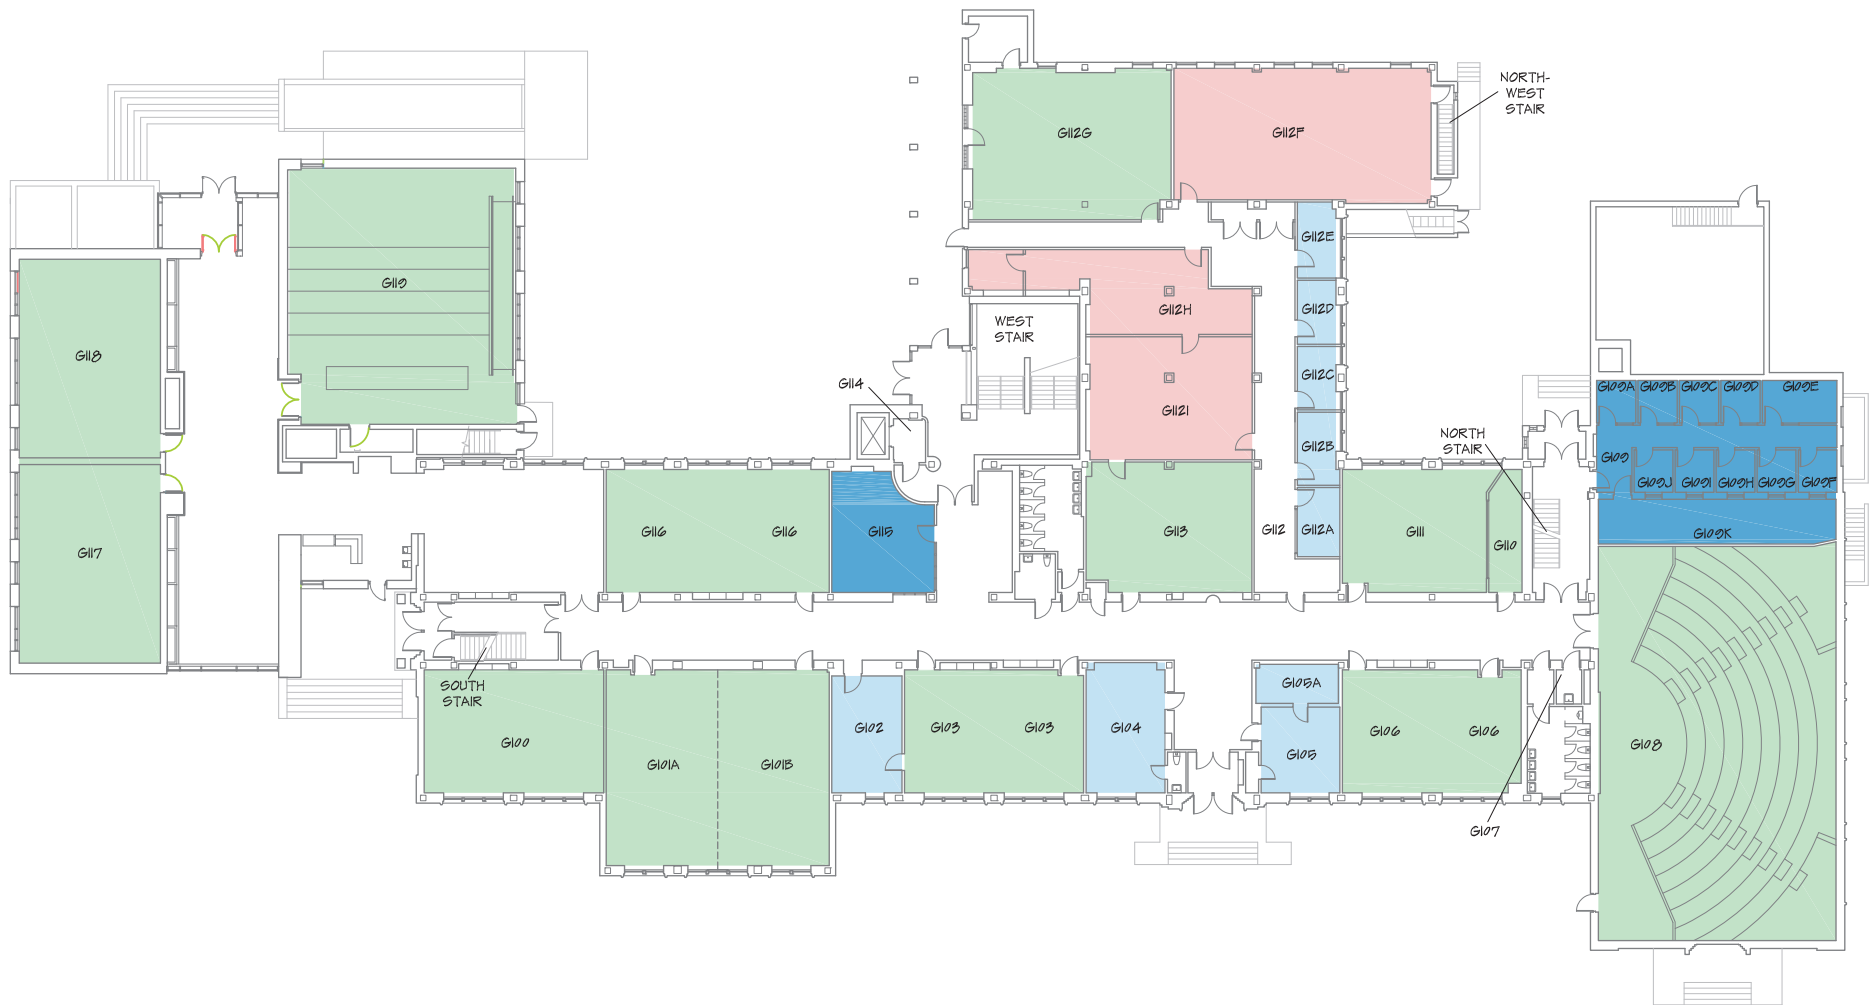 NORTH-
WEST
STAIR
G112G
G112F
G112E
G119
G112D
G112H
WEST
STAIR
G118
G112C
G114
G109A
G109B
G109C
G109D
G109E
G112I
NORTH
STAIR
G112B
G109
G109J
G109I
G109H
G109G
G109F
G116
G116
G115
G113
G112
G112A
G111
G110
G109K
G117
SOUTH
STAIR
G105A
G100
G102
G103
G103
G104
G105
G106
G106
G108
G101A
G101B
G107